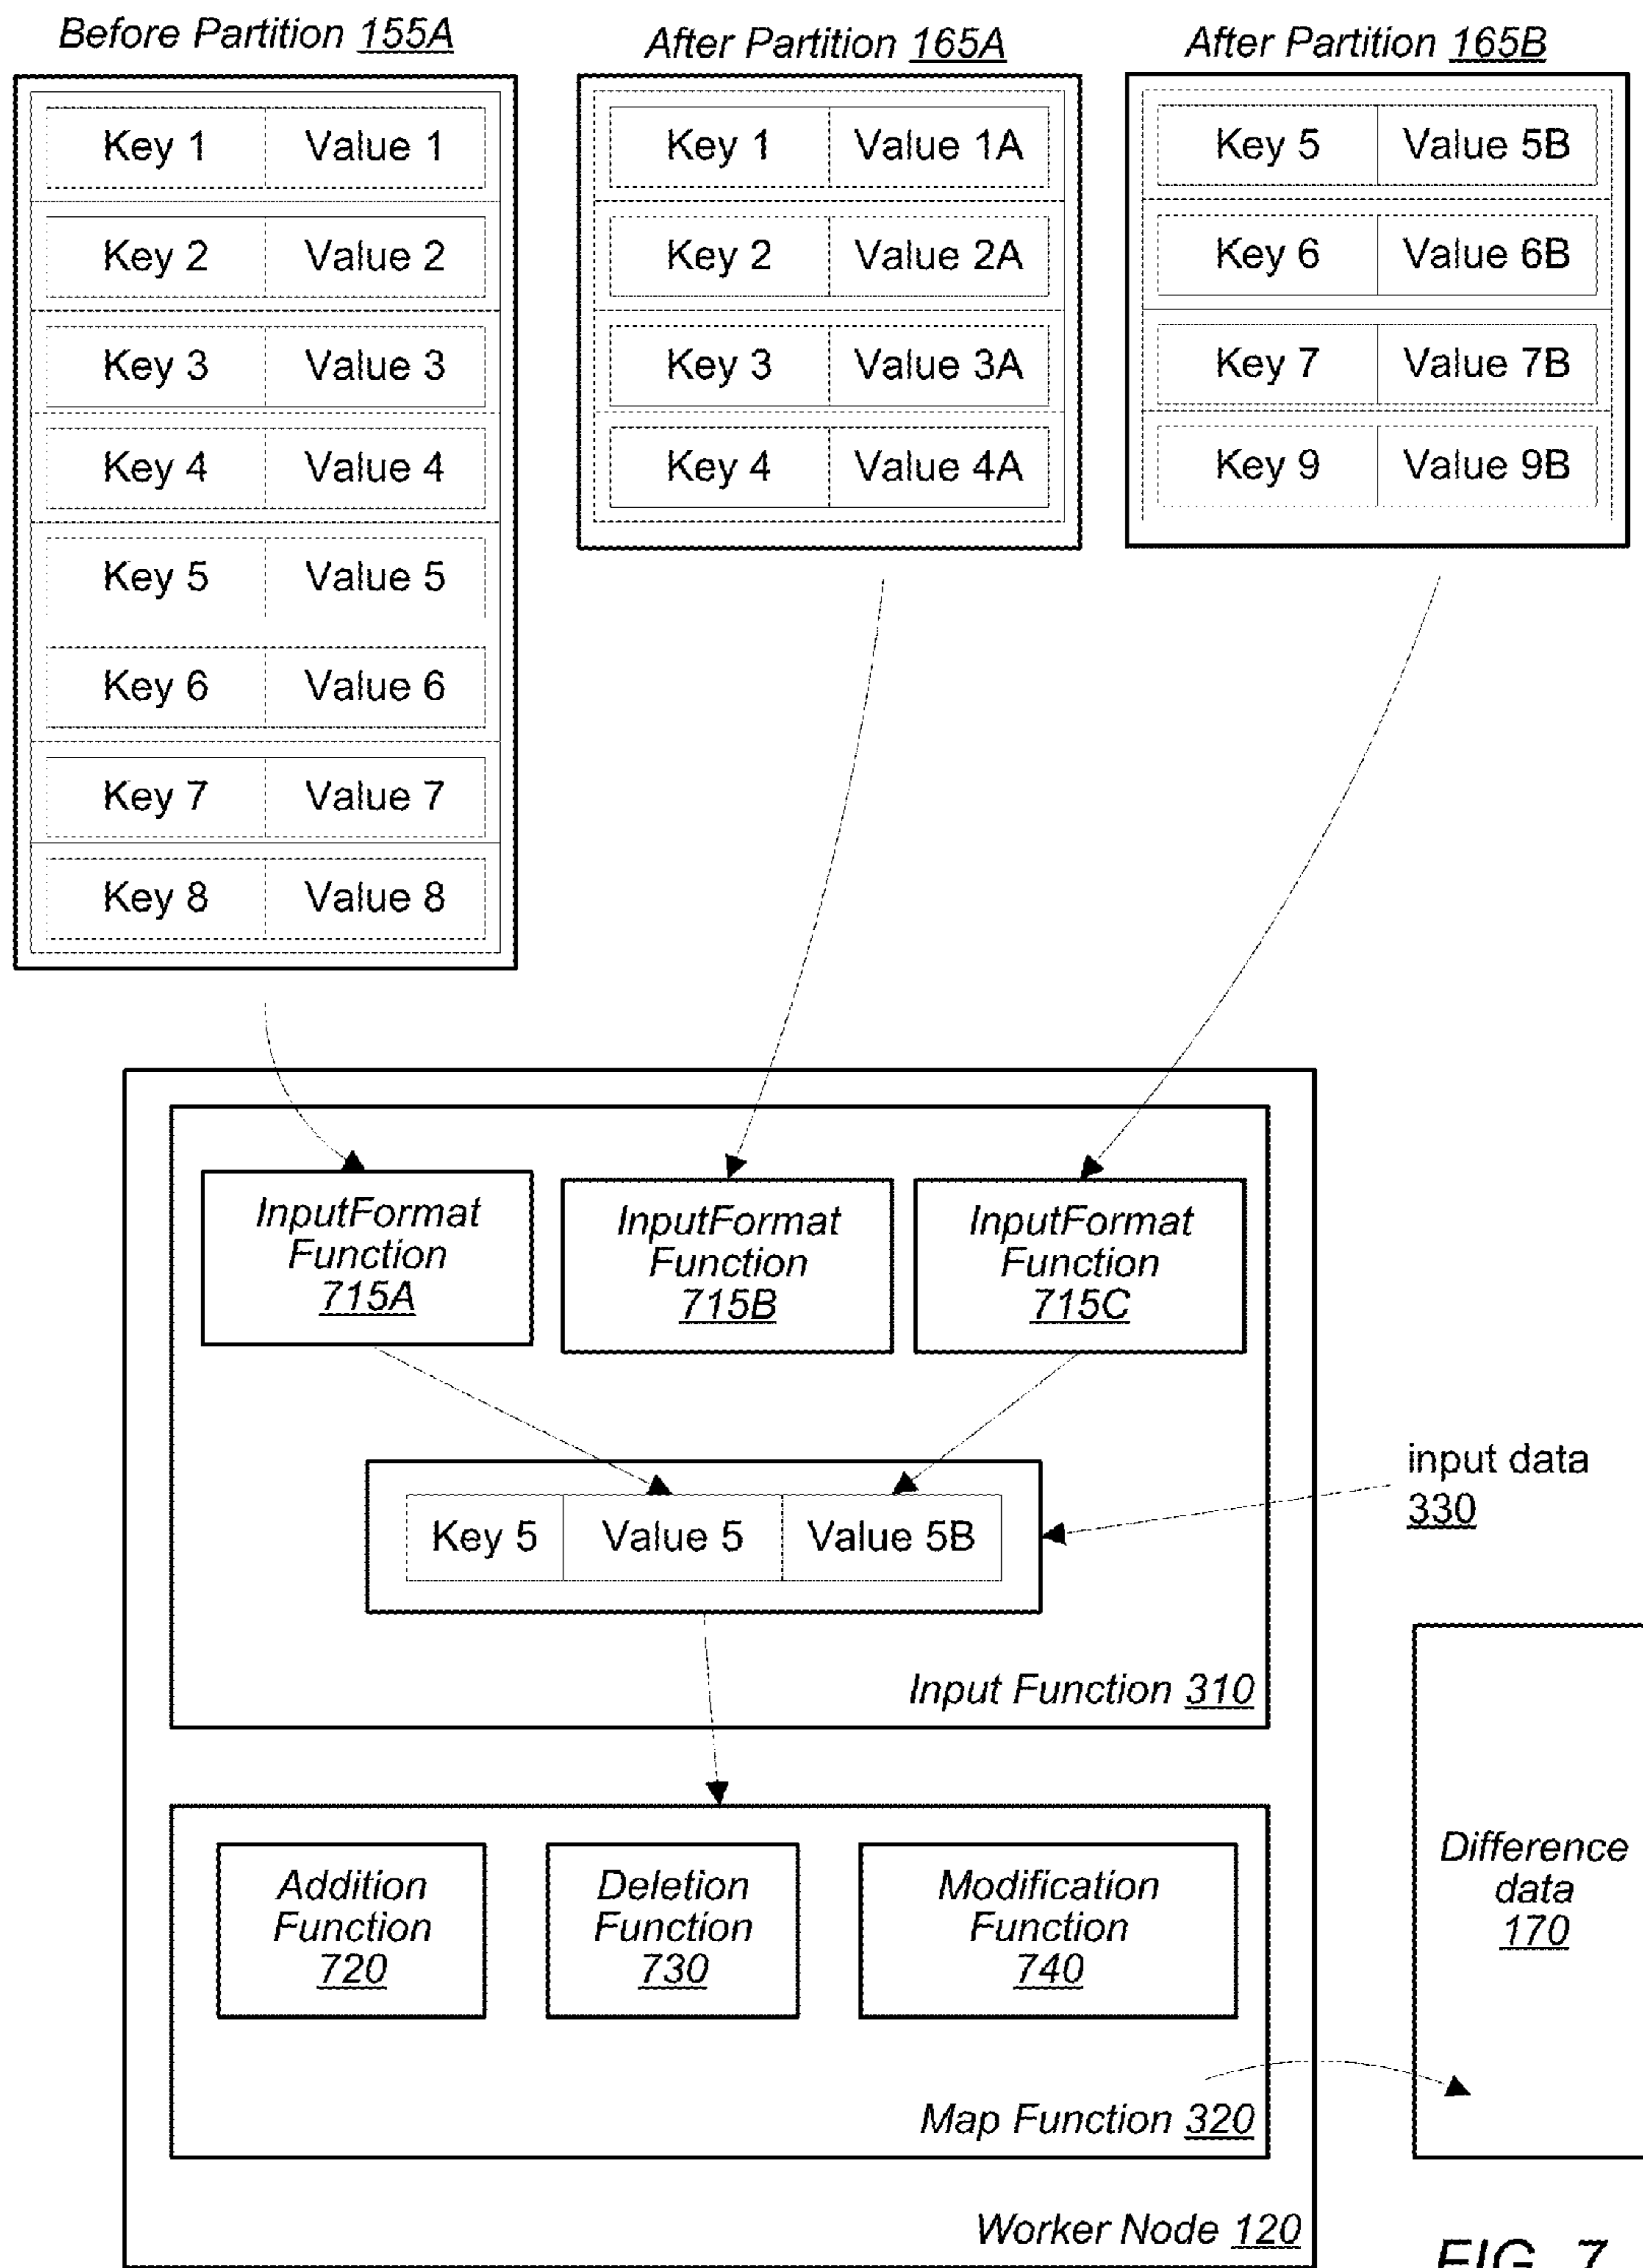 Before Partition 155A
After Partition 165A
After Partition 165B
Key 1 Value 1
Key 2 Value 2
Key 3 Value 3
Key 4 Value 4
Key 5 Value 5
Key 6 Value 6
Key 7 Value 7
Key 8 Value 8
Key 1 Value 1A
Key 2 Value 2A
Key 3 Value 3A
Key 4 Value 4A
Key 5 Value 5B
Key 6 Value 6B
Key 7 Value 7B
Key 9 Value 9B
InputFormat
Function
715A
InputFormat
Function
715B
InputFormat
Function
715C
Key 5 Value 5 Value 5B
input data
330
Input Function 310
Addition
Function
720
Deletion
Function
730
Modification
Function
740
Map Function 320
Difference
data
170
Worker Node 120
FIG. 7